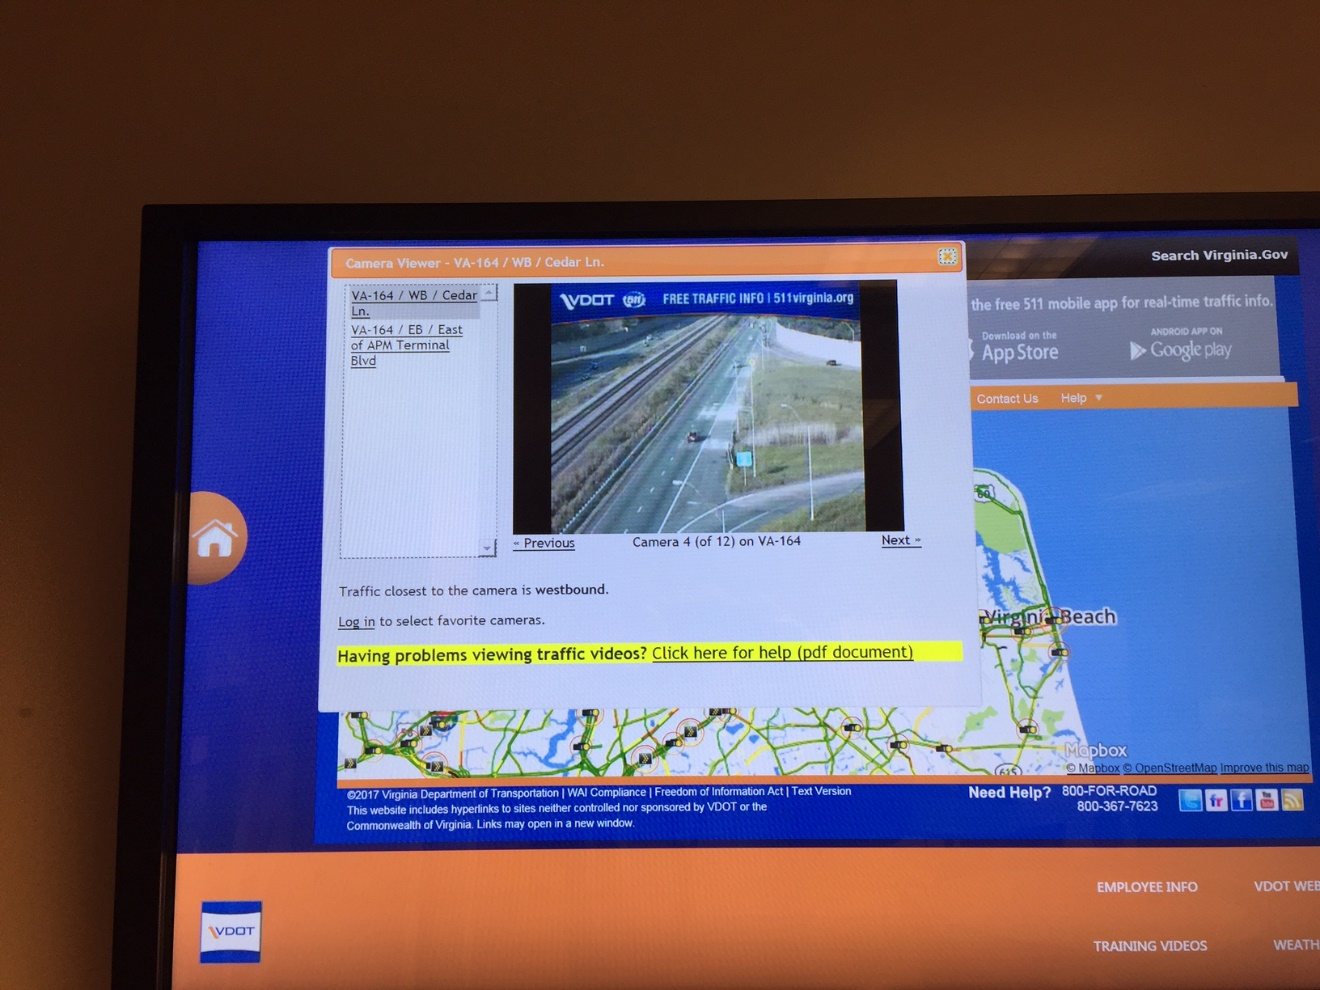 Search Virginia.Gov
Camera Viewer - VA-164 / WB / Cedar Ln.
VA-164 / WB / Cedar
Ln.
VA-164 / EB / East
of APM Terminal
Blvd
VDOT
FREE TRAFFIC INFO | 511virginia.org
the free 511 mobile app for real-time traffic info.
Download on the
App Store
ANDROID APP ON
Google play
Contact Us
Help
« Previous
Camera 4 (of 12) on VA-164
Next »
Traffic closest to the camera is westbound.
Log in to select favorite cameras.
Having problems viewing traffic videos? Click here for help (pdf document)
60
Virginia Beach
615
Mapbox
© Mapbox © OpenStreetMap Improve this map
©2017 Virginia Department of Transportation | WAI Compliance | Freedom of Information Act | Text Version
This website includes hyperlinks to sites neither controlled nor sponsored by VDOT or the
Commonwealth of Virginia. Links may open in a new window.
Need Help?
800-FOR-ROAD
800-367-7623
You Tube
VDOT
EMPLOYEE INFO
VDOT WEB
TRAINING VIDEOS
WEATH